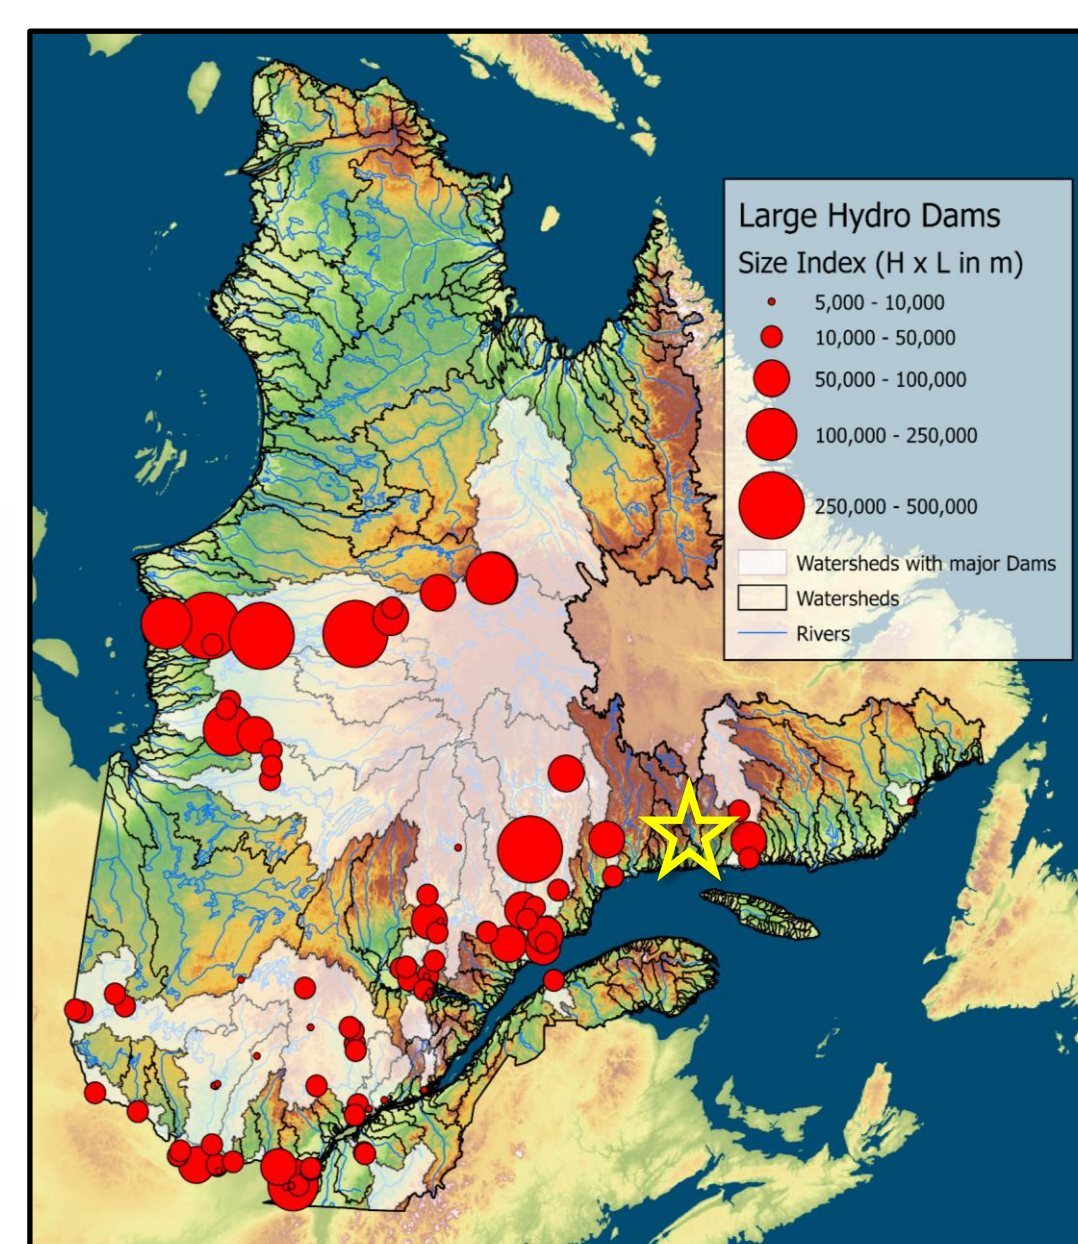 Large Hydro Dams
Size Index (H x L in m)
5,000 - 10,000
10,000 - 50,000
50,000 - 100,000
100,000 - 250,000
250,000 - 500,000
Watersheds with major Dams
Watersheds
Rivers